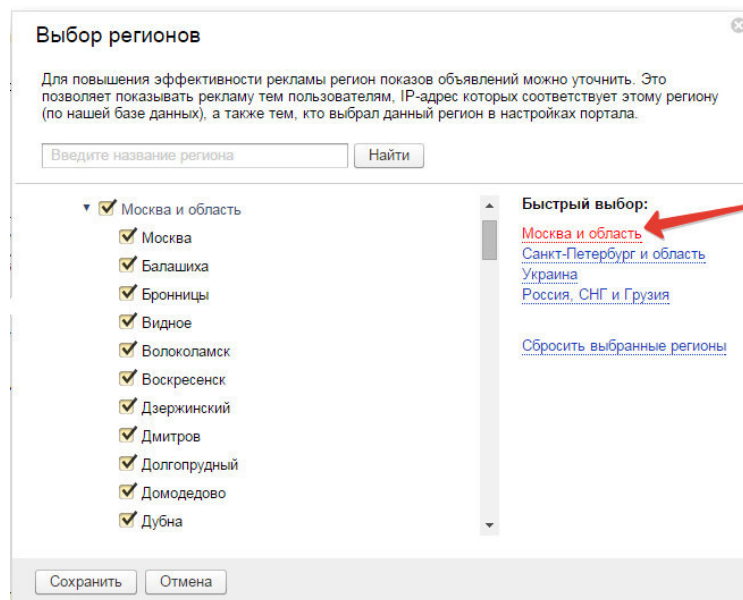 Выбор регионов
Для повышения эффективности рекламы регион показов объявлений можно уточнить. Это
позволяет показывать рекламу тем пользователям, IP-адрес которых соответствует этому региону
(по нашей базе данных), а также тем, кто выбрал данный регион в настройках портала.
Введите название региона
Найти
Москва и область
Москва
Балашиха
Бронницы
Видное
Волоколамск
Воскресенск
Дзержинский
Дмитров
Долгопрудный
Домодедово
Дубна
Быстрый выбор:
Москва и область
Санкт-Петербург и область
Украина
Россия, СНГ и Грузия
Сбросить выбранные регионы
Сохранить
Отмена